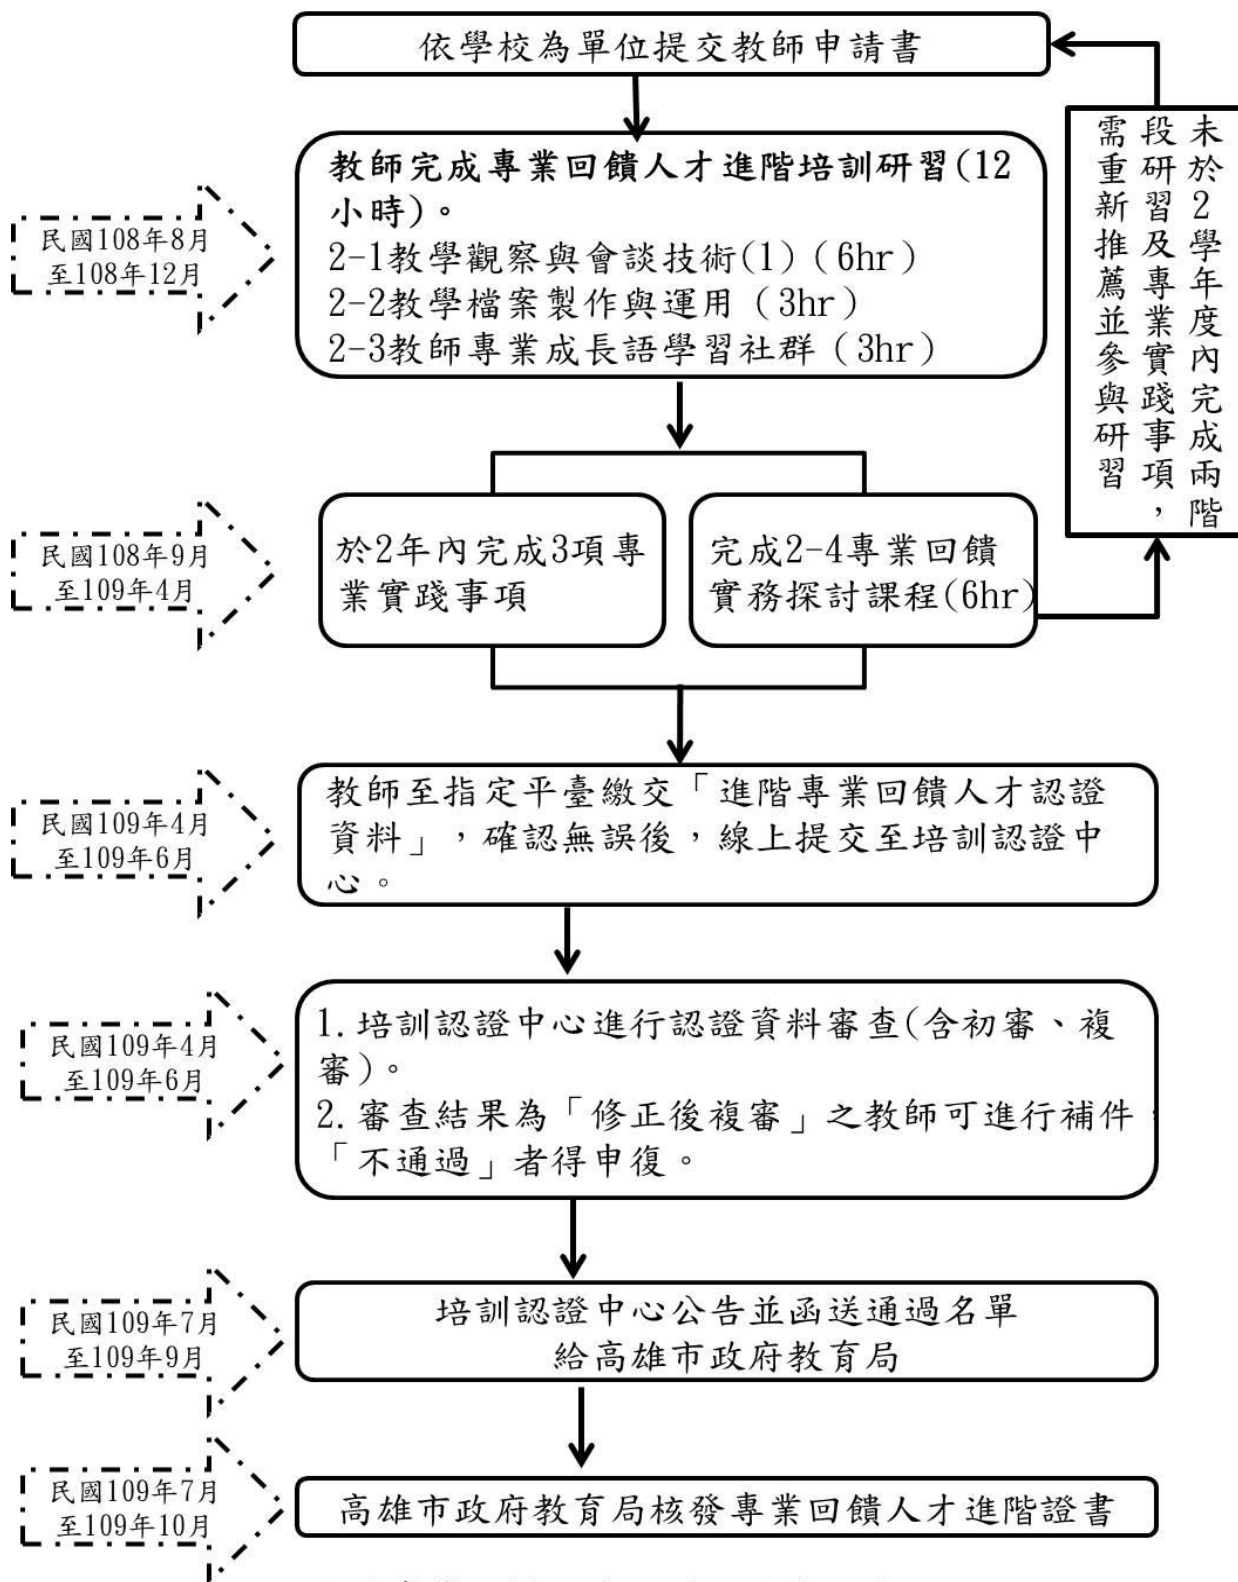 依學校為單位提交教師申請書
未於2學年度內完成兩階
段研習及專業實踐事項，
需重新推薦並參與研習
民國108年8月
至108年12月
教師完成專業回饋人才進階培訓研習(12
小時)。
2-1教學觀察與會談技術(1)（6hr）
2-2教學檔案製作與運用（3hr）
2-3教師專業成長語學習社群（3hr）
民國108年9月
至109年4月
於2年內完成3項專
業實踐事項
完成2-4專業回饋
實務探討課程(6hr)
民國109年4月
至109年6月
教師至指定平臺繳交「進階專業回饋人才認證
資料」，確認無誤後，線上提交至培訓認證中
心。
民國109年4月
至109年6月
1.培訓認證中心進行認證資料審查(含初審、複
審)。
2.審查結果為「修正後複審」之教師可進行補件，
「不通過」者得申復。
民國109年7月
至109年9月
培訓認證中心公告並函送通過名單
給高雄市政府教育局
民國109年7月
至109年10月
高雄市政府教育局核發專業回饋人才進階證書